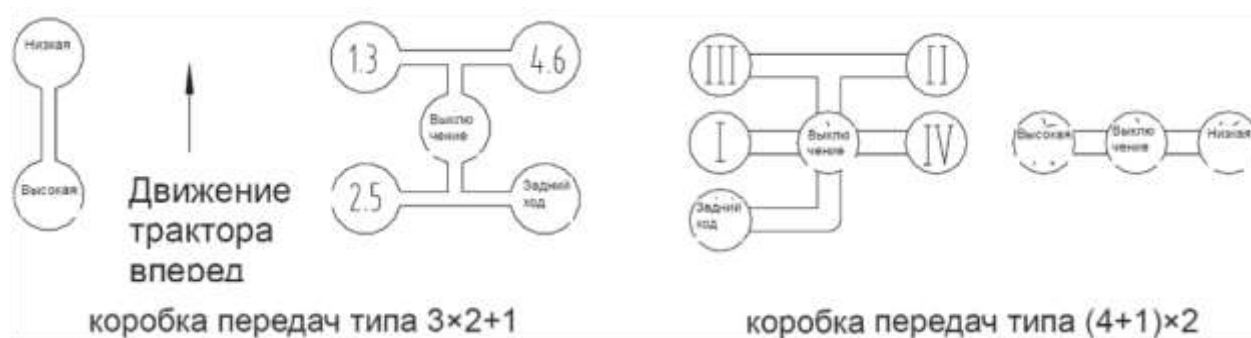 Низкая
Высокая
Движение
трактора
вперед
1.3
4.6
Выклю
чение
2.5
Задний
ход
коробка передач типа 3×2+1
III
II
I
Выклю
чение
IV
Задний
ход
Высокая
Выклю
чение
Низкая
коробка передач типа (4+1)×2